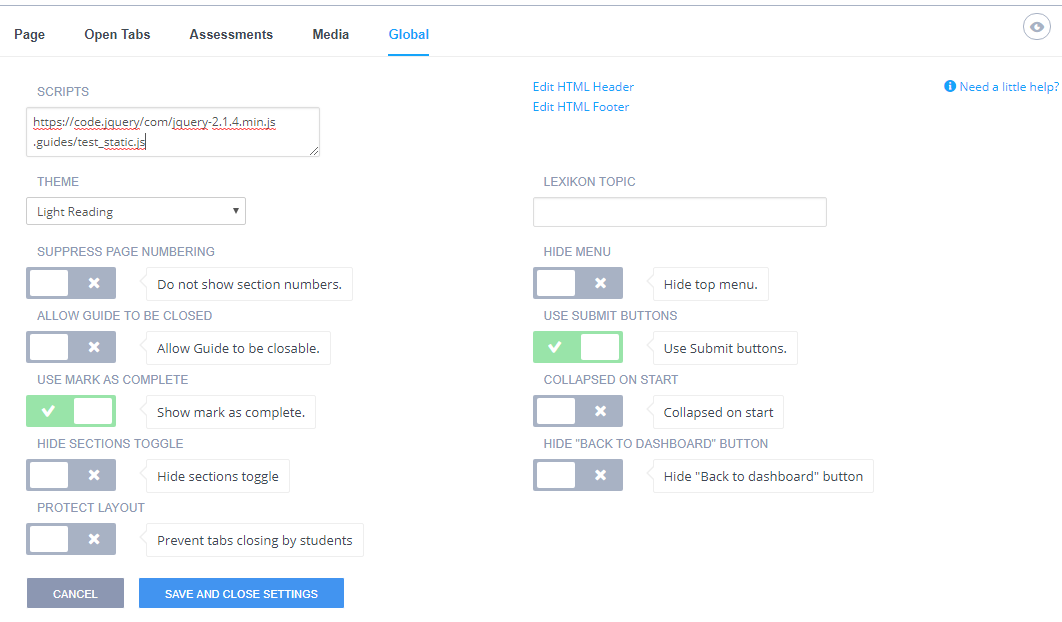 Page Open Tabs Assessments Media Global
SCRIPTS
Edit HTML Header
Need a little help?
Edit HTML Footer
https://code.jquery/com/jquery-2.1.4.min.js
.guides/test_static.js
THEME
LEXIKON TOPIC
Light Reading
SUPPRESS PAGE NUMBERING
HIDE MENU
Do not show section numbers.
Hide top menu.
ALLOW GUIDE TO BE CLOSED
USE SUBMIT BUTTONS
Allow Guide to be closable.
Use Submit buttons.
USE MARK AS COMPLETE
COLLAPSED ON START
Show mark as complete.
Collapsed on start
HIDE SECTIONS TOGGLE
HIDE "BACK TO DASHBOARD" BUTTON
Hide sections toggle
Hide "Back to dashboard" button
PROTECT LAYOUT
Prevent tabs closing by students
CANCEL
SAVE AND CLOSE SETTINGS